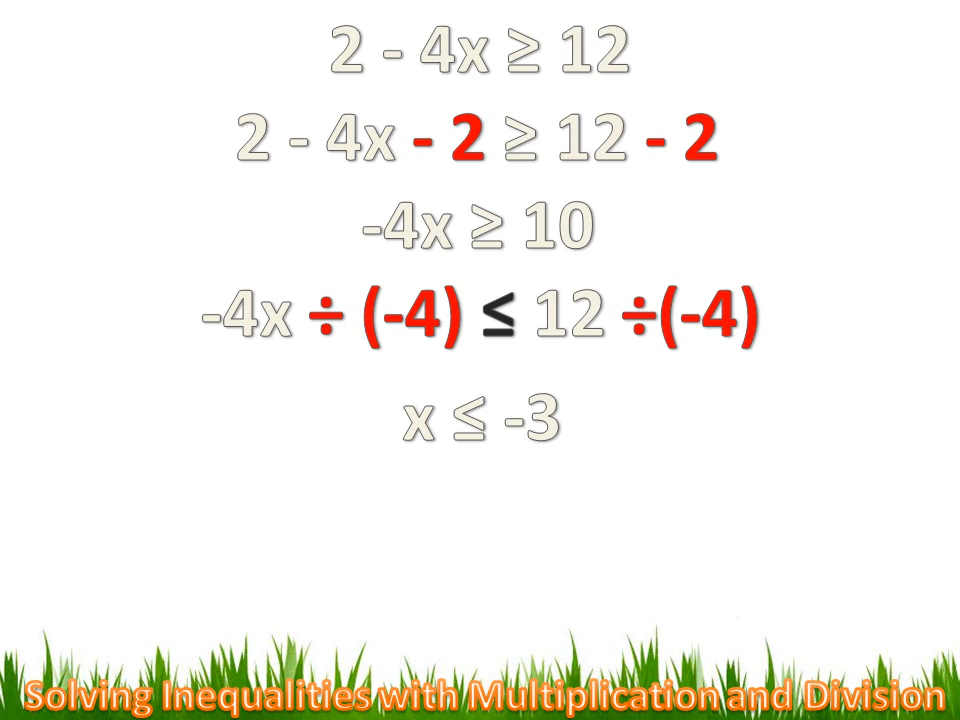 2 - 4x ≥ 12
2 - 4x - 2 ≥ 12 - 2
-4x ≥ 10
-4x ÷ (-4) ≤ 12 ÷(-4)
x ≤ -3
Solving Inequalities with Multiplication and Division